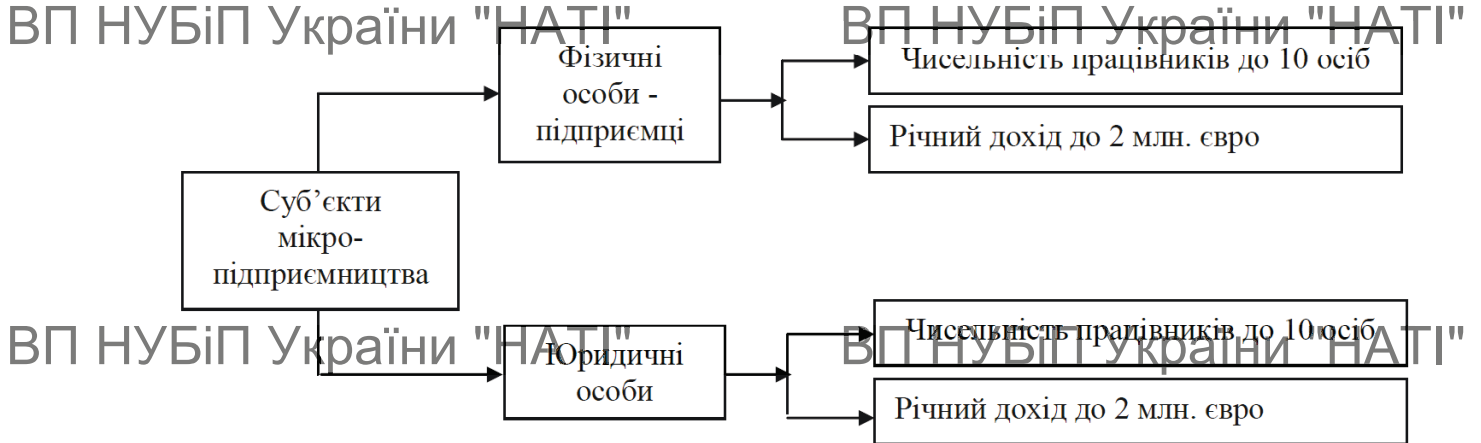 ВП НУБіП України "НАТІ"
ВП НУБіП України "НАТІ"
Фізичні
особи -
підприємці
Чисельність працівників до 10 осіб
Річний дохід до 2 млн. євро
Суб’єкти
мікро-
підприємництва
ВП НУБіП України "НАТІ"
ВП НУБіП України "НАТІ"
Юридичні
особи
Чисельність працівників до 10 осіб
Річний дохід до 2 млн. євро